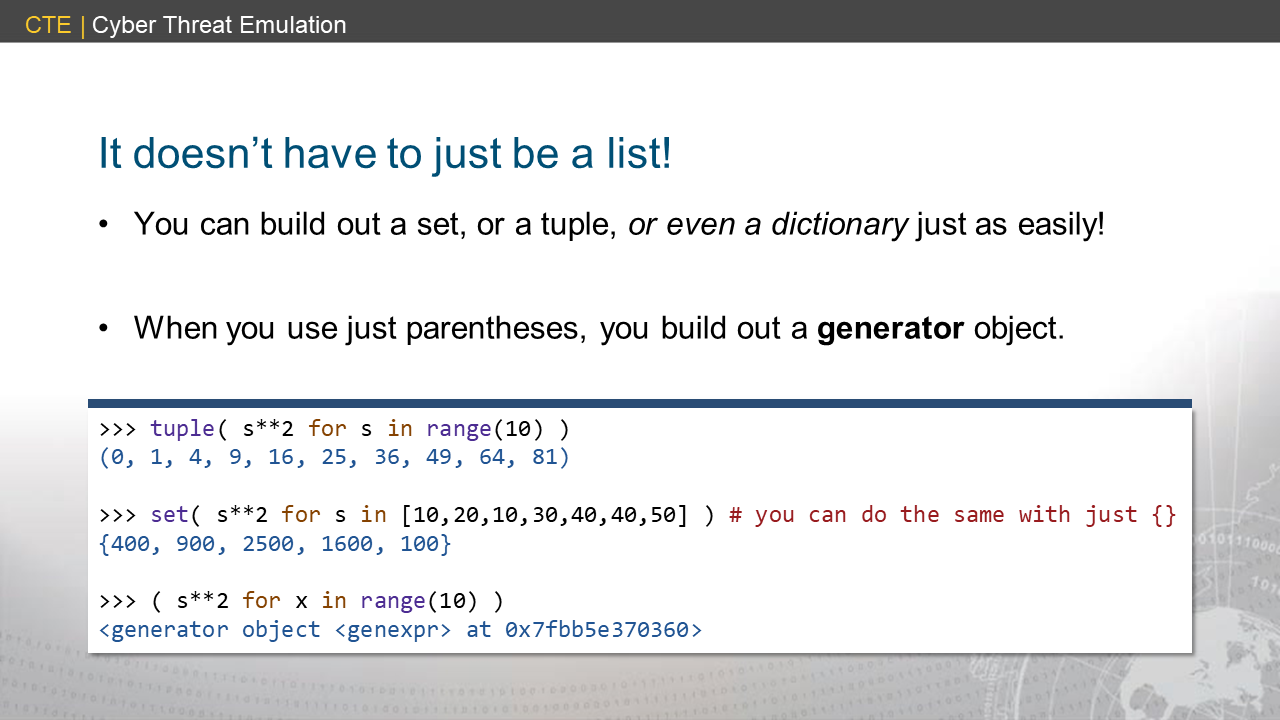 CTE | Cyber Threat Emulation
It doesn’t have to just be a list!
• You can build out a set, or a tuple, or even a dictionary just as easily!
• When you use just parentheses, you build out a generator object.
>>> tuple( s**2 for s in range(10) )
(0, 1, 4, 9, 16, 25, 36, 49, 64, 81)
>>> set( s**2 for s in [10,20,10,30,40,40,50] ) # you can do the same with just {}
{400, 900, 2500, 1600, 100}
>>> ( s**2 for x in range(10) )
<generator object <genexpr> at 0x7fbb5e370360>